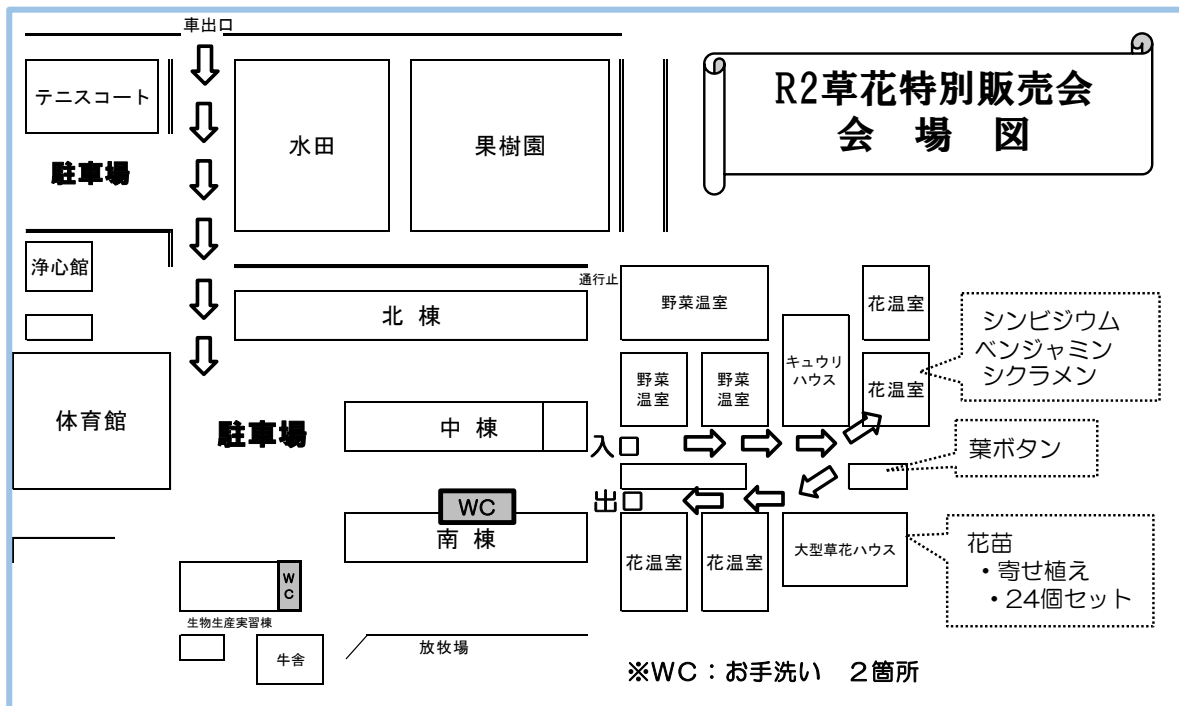 車出口
R2草花特別販売会
会 場 図
テニスコート
駐車場
水田
果樹園
浄心館
通行止
北 棟
野菜温室
花温室
シンビジウム
ベンジャミン
シクラメン
キュウリ
ハウス
野菜
温室
野菜
温室
花温室
体育館
駐車場
中 棟
入口
葉ボタン
WC
出口
南 棟
花温室
花温室
大型草花ハウス
花苗
・寄せ植え
・24個セット
WC
生物生産実習棟
牛舎
放牧場
※WC：お手洗い 2箇所